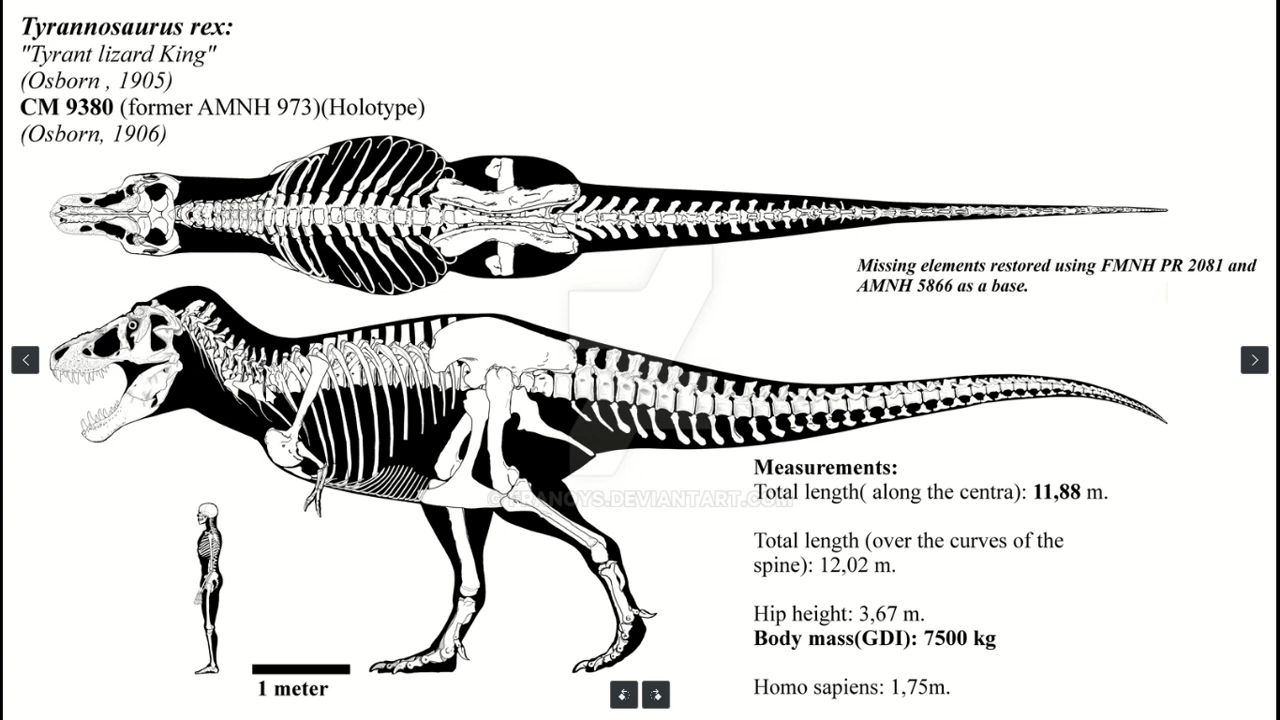 Tyrannosaurus rex:
"Tyrant lizard King"
(Osborn , 1905)
CM 9380 (former AMNH 973)(Holotype)
(Osborn, 1906)
Missing elements restored using FMNH PR 2081 and
AMNH 5866 as a base.
Measurements:
Total length( along the centra): 11,88 m.
Total length (over the curves of the
spine): 12,02 m.
Hip height: 3,67 m.
Body mass(GDI): 7500 kg
Homo sapiens: 1,75m.
1 meter